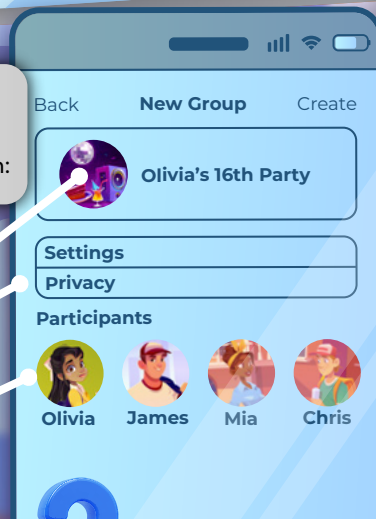 Back New Group Create
Olivia's 16th Party
Settings
Privacy
Participants
Olivia James Mia Chris